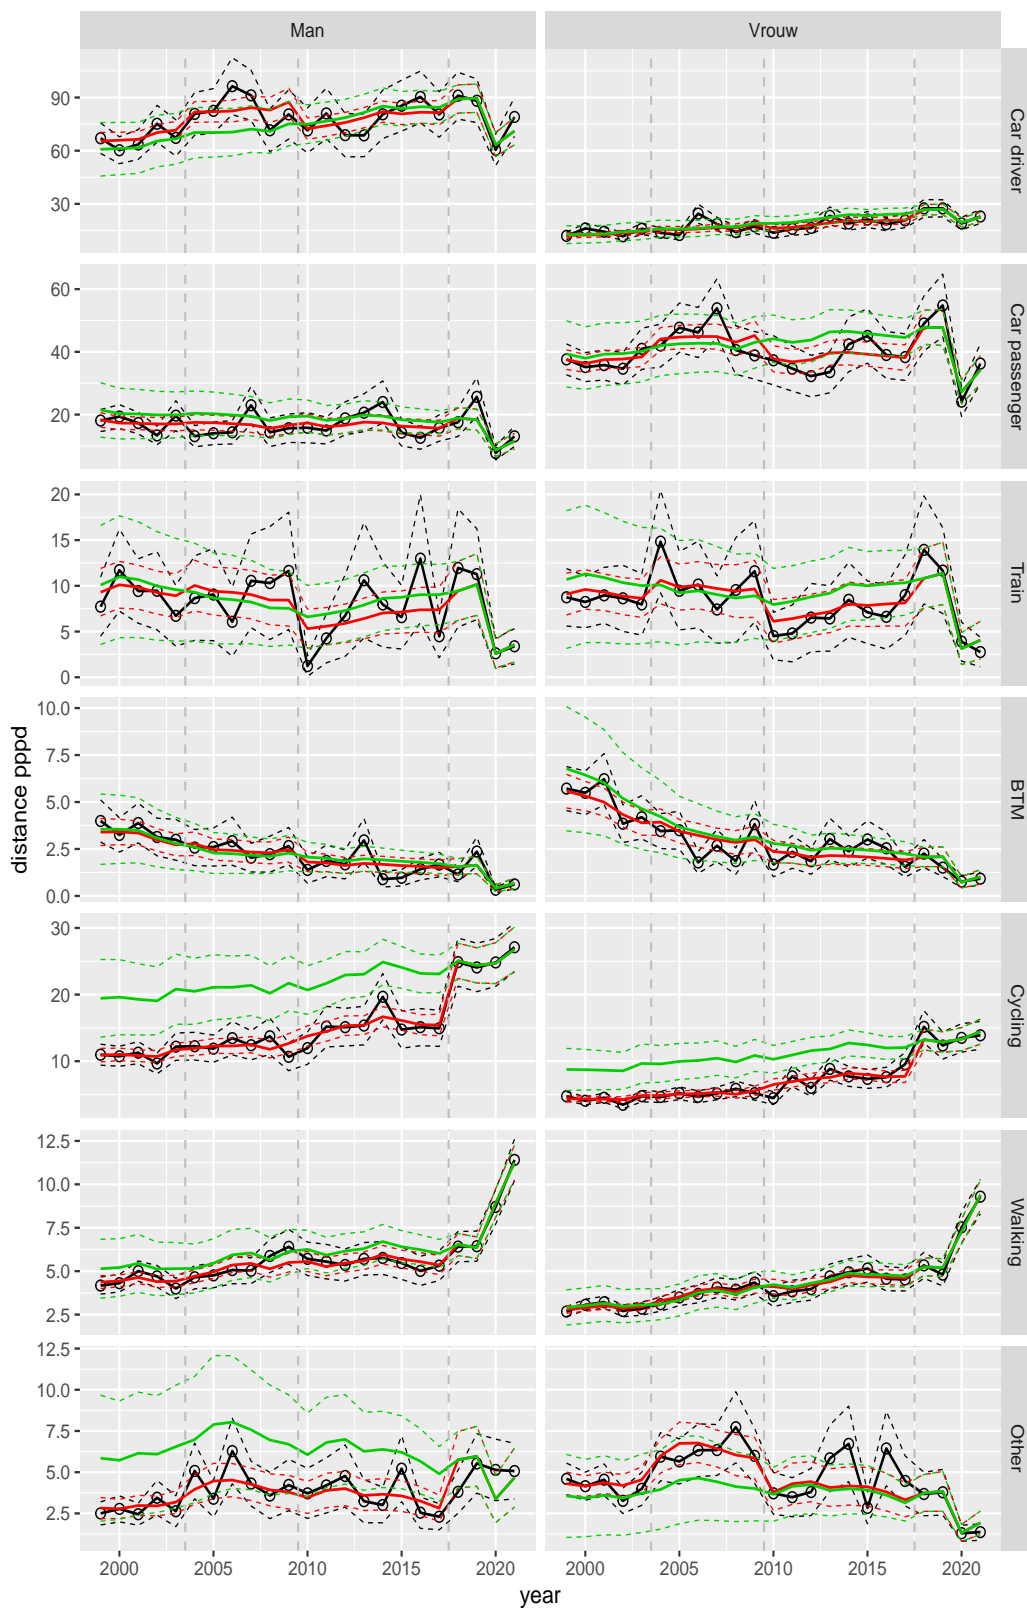 Man Vrouw
90
60
30
Car driver
60
40
20
Car passenger
20
15
10
5
0
Train
10.0
7.5
5.0
2.5
0.0
BTM
30
20
10
Cycling
12.5
10.0
7.5
5.0
2.5
Walking
12.5
10.0
7.5
5.0
2.5
Other
2000 2005 2010 2015 2020 2000 2005 2010 2015 2020
year
distance pppd